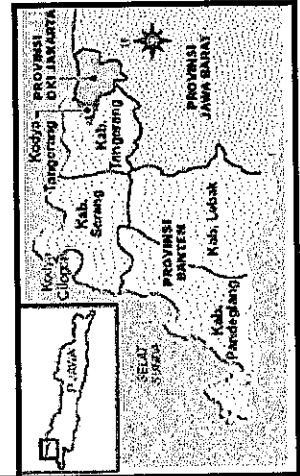 P. JAWA
SELAT
SUNDA
Kodya
Cilegon
Kab.
Serang
Kodya
Tangerang
PROVINSI
DKI JAKARTA
Kab.
Tangerang
PROVINSI
BANTEN
Kab. Lebak
Kab.
Pandeglang
PROVINSI
JAWA BARAT